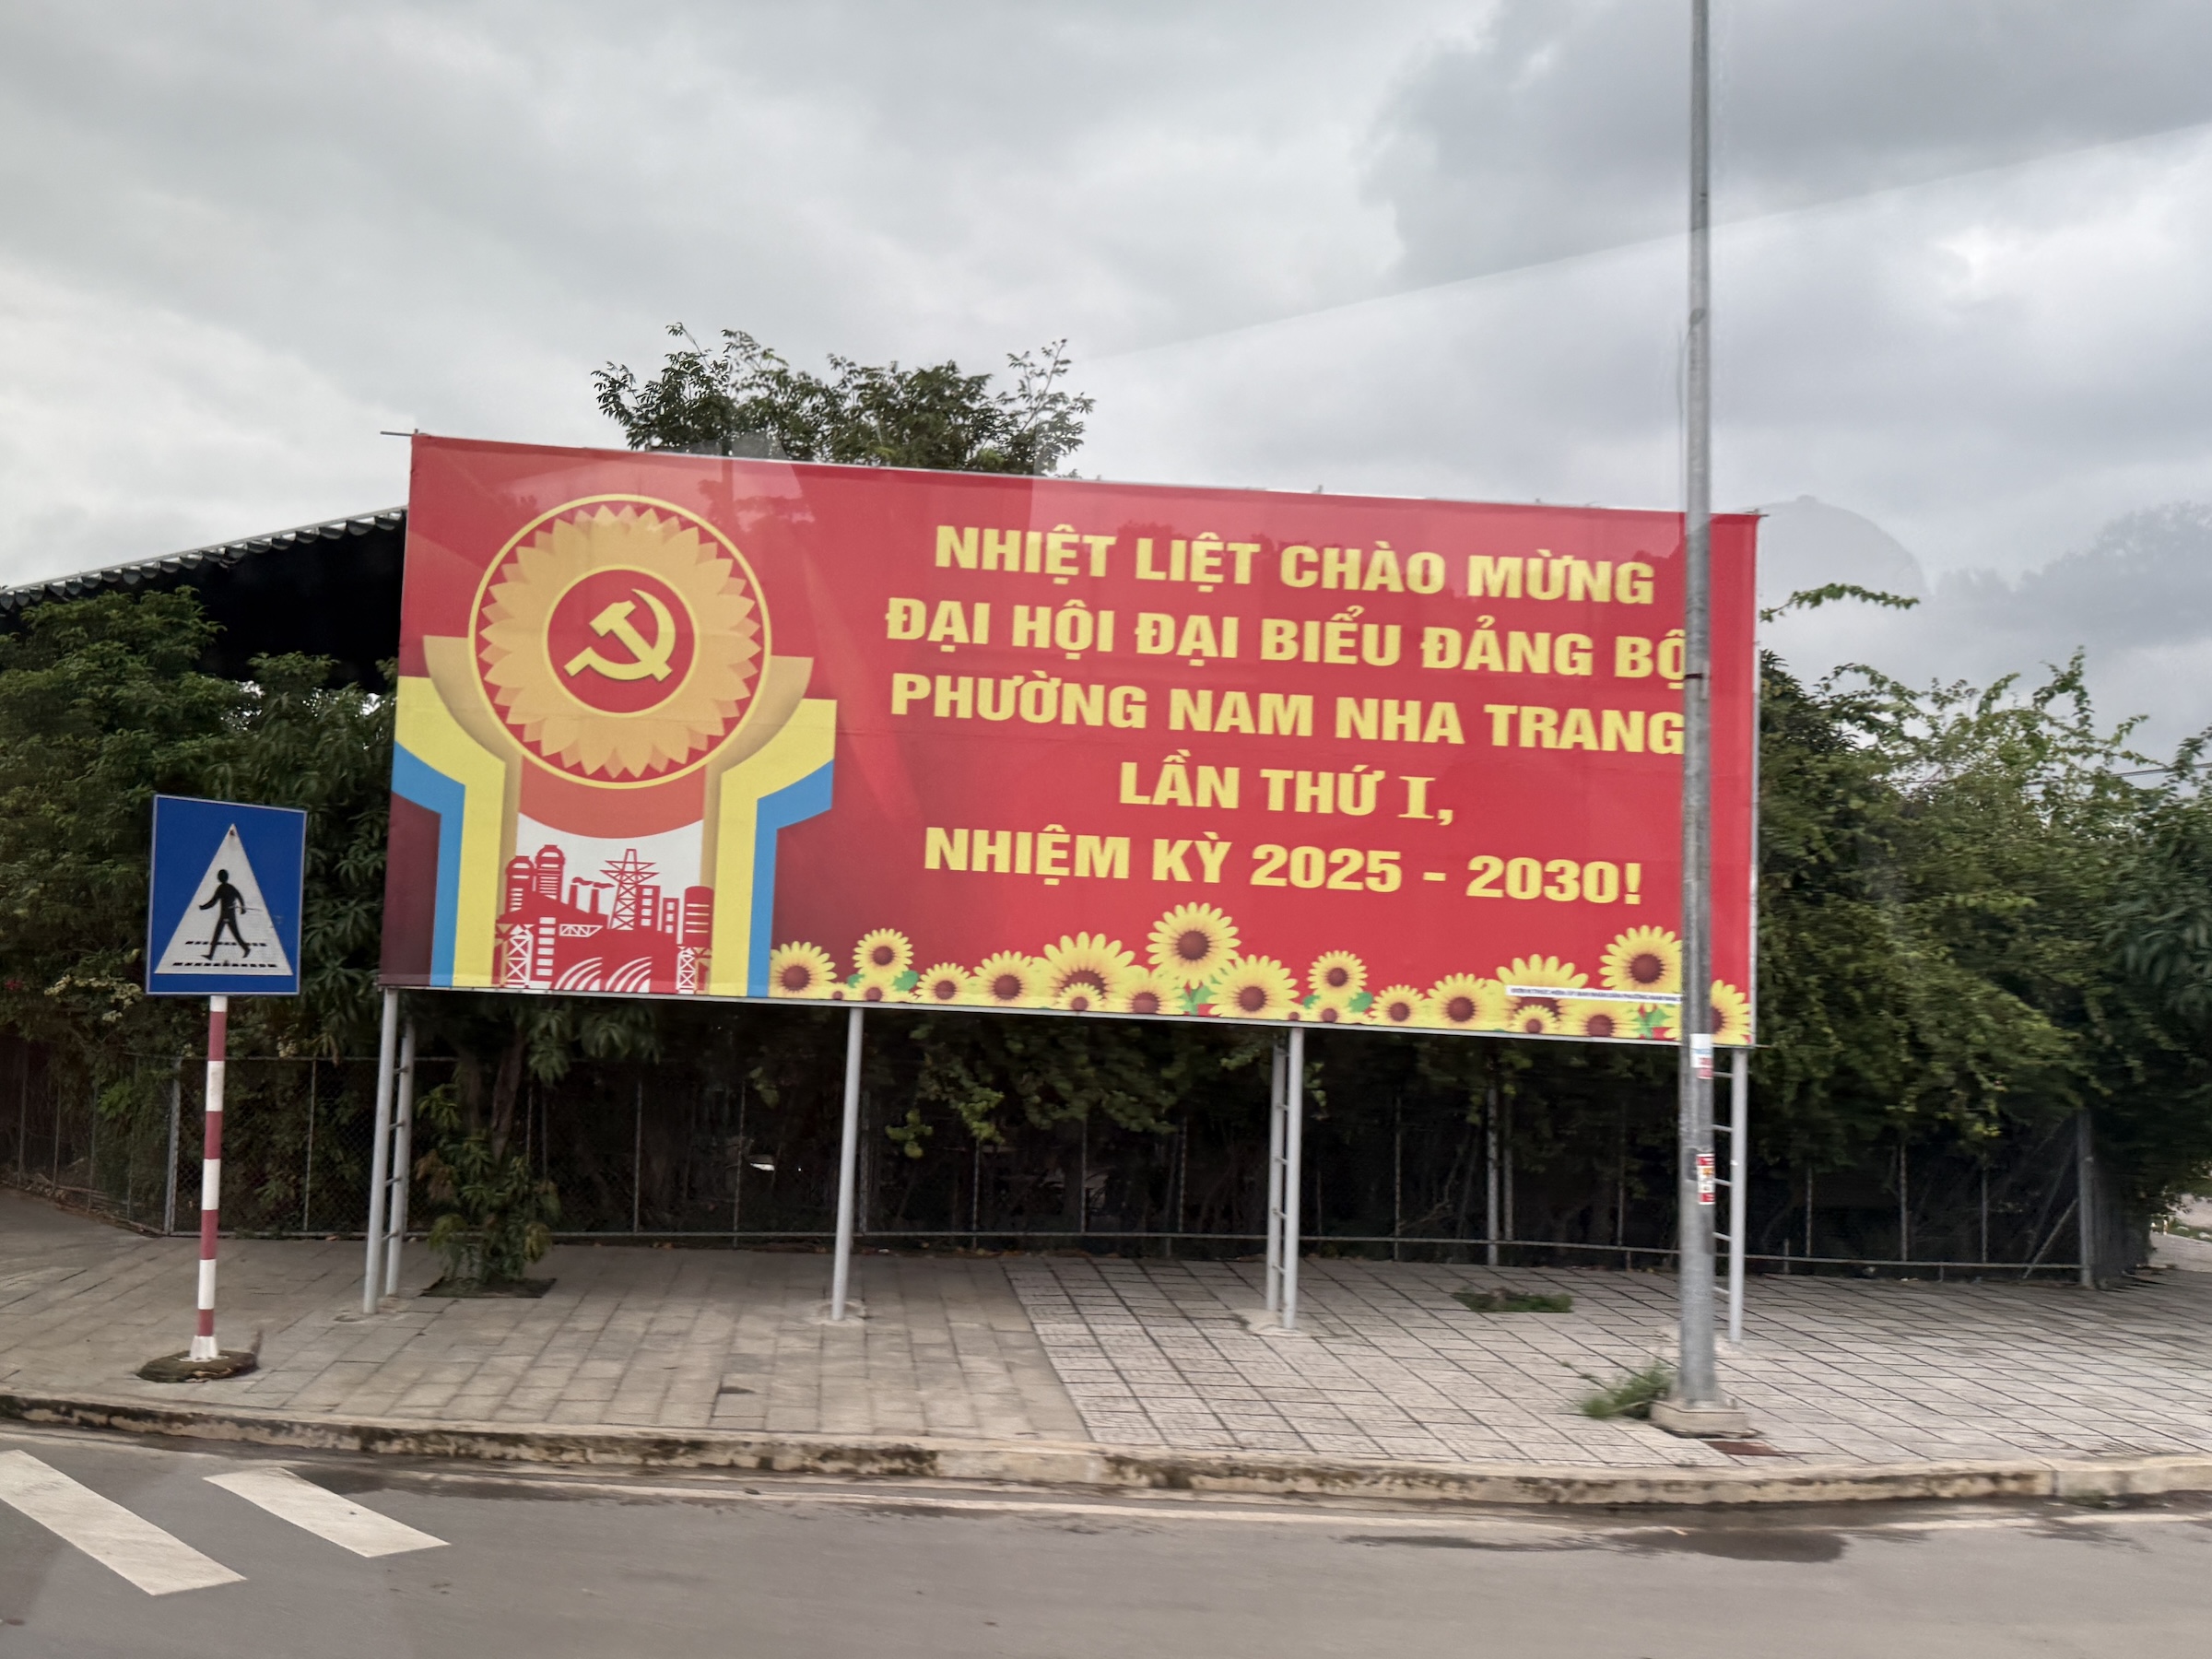 NHIỆT LIỆT CHÀO MỪNG
ĐẠI HỘI ĐẠI BIỂU ĐẢNG BỘ
PHƯỜNG NAM NHA TRANG
LẦN THỨ I,
NHIỆM KỲ 2025 - 2030!